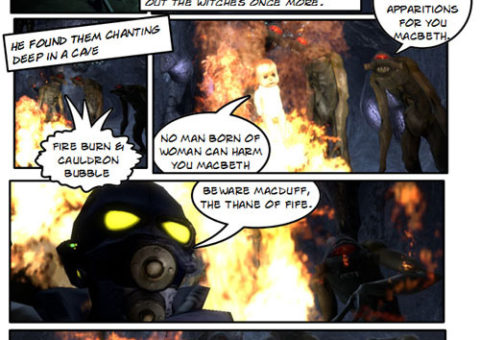 OUT THE WITCHES ONCE MORE.
APPARITIONS
FOR YOU
MACBETH.
HE FOUND THEM CHANTING
DEEP IN A CAVE
FIRE BURN &
CAULDRON
BUBBLE
NO MAN BORN OF
WOMAN CAN HARM
YOU MACBETH
BEWARE MACDUFF,
THE THANE OF FIFE.